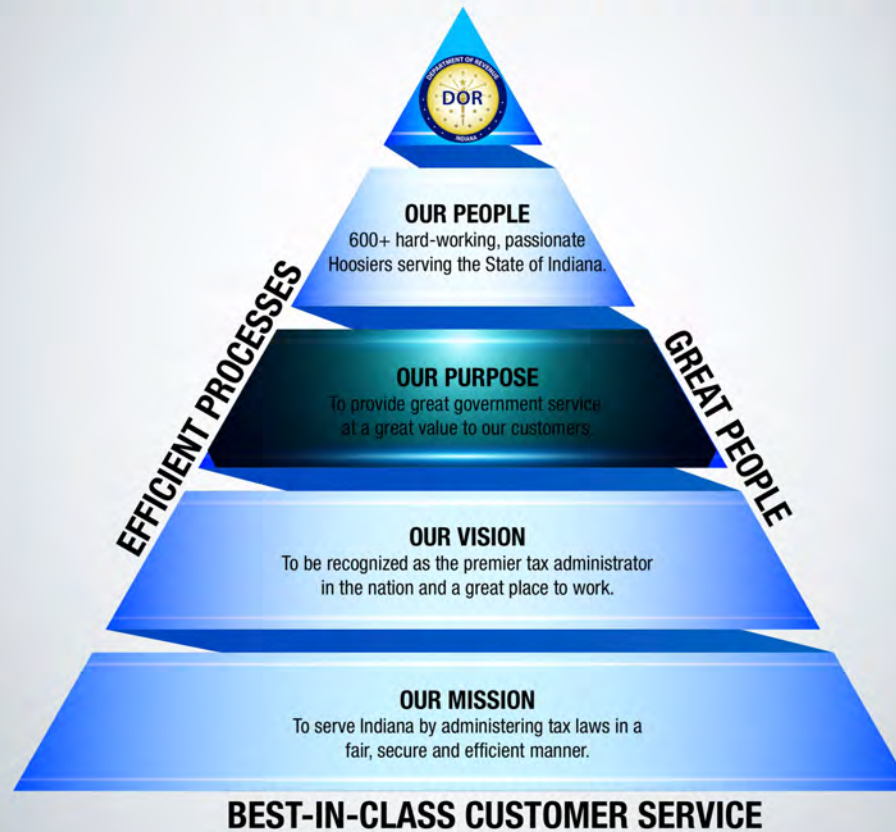 DEPARTMENT OF REVENUE
DOR
INDIANA
OUR PEOPLE
600+ hard-working, passionate
Hoosiers serving the State of Indiana.
OUR PURPOSE
To provide great government service
at a great value to our customers.
OUR VISION
To be recognized as the premier tax administrator
in the nation and a great place to work.
OUR MISSION
To serve Indiana by administering tax laws in a
fair, secure and efficient manner.
EFFICIENT PROCESSES
GREAT PEOPLE
BEST-IN-CLASS CUSTOMER SERVICE